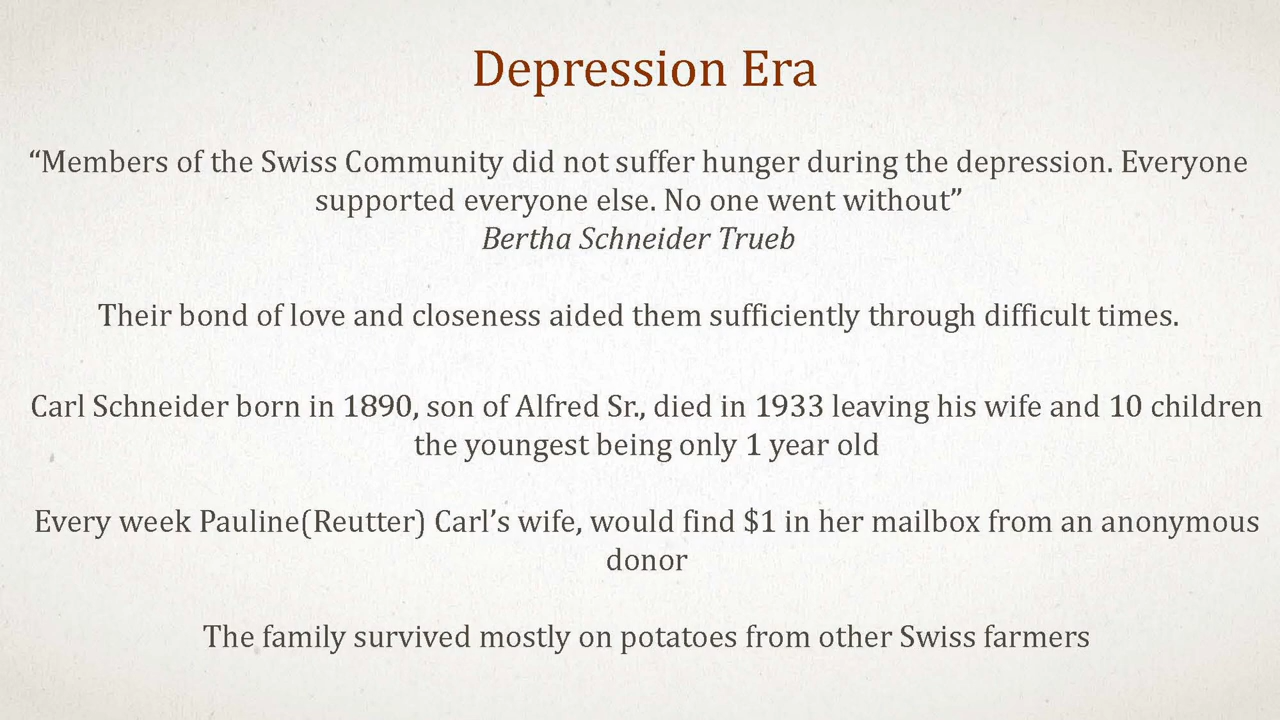 Depression Era
“Members of the Swiss Community did not suffer hunger during the depression. Everyone
supported everyone else. No one went without”
Bertha Schneider Trueb
Their bond of love and closeness aided them sufficiently through difficult times.
Carl Schneider born in 1890, son of Alfred Sr., died in 1933 leaving his wife and 10 children
the youngest being only 1 year old
Every week Pauline(Reutter) Carl’s wife, would find $1 in her mailbox from an anonymous
donor
The family survived mostly on potatoes from other Swiss farmers